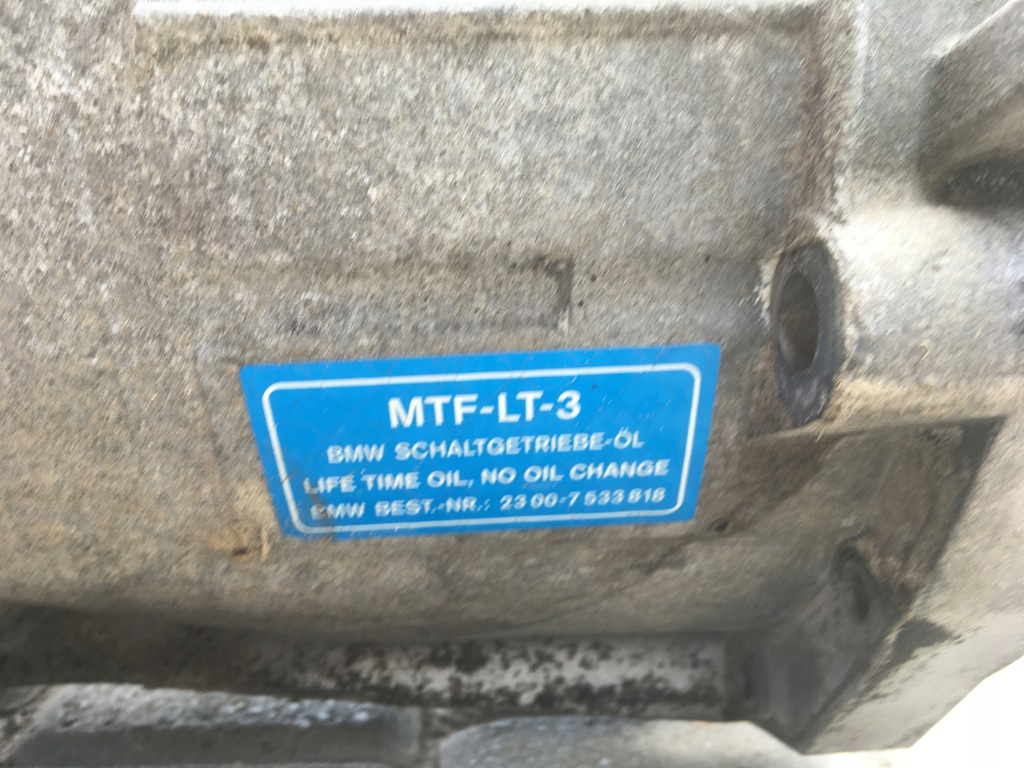 MTF-LT-3
BMW SCHALTGETRIEBE-ÖL
LIFE TIME OIL, NO OIL CHANGE
BMW BEST.-NR.: 23 00-7 533 818